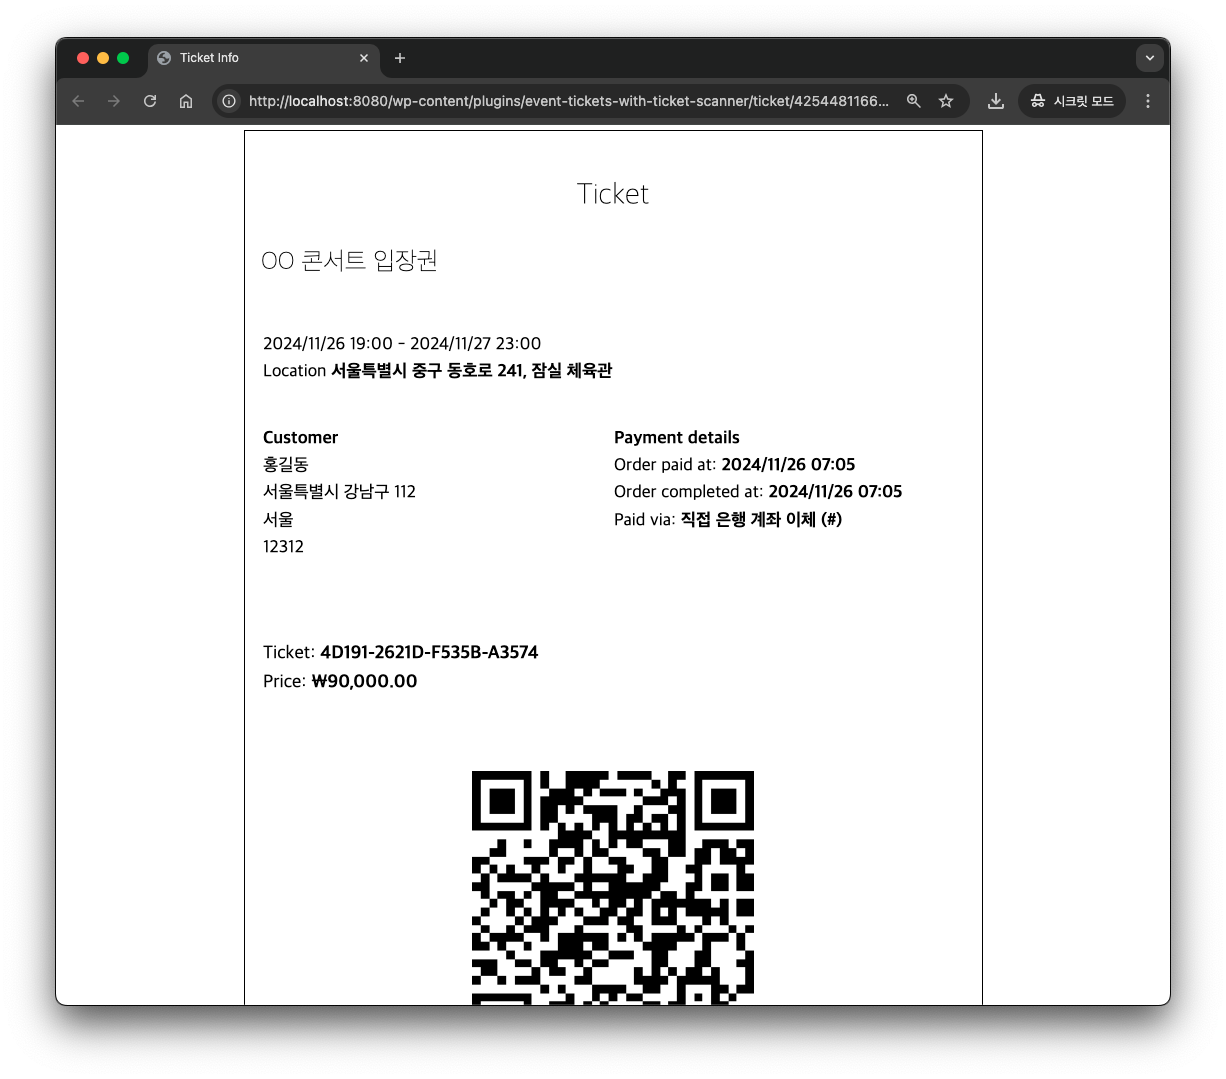 Ticket Info
http://localhost:8080/wp-content/plugins/event-tickets-with-ticket-scanner/ticket/4254481166...
시크릿 모드
Ticket
OO 콘서트 입장권
2024/11/26 19:00 - 2024/11/27 23:00
Location 서울특별시 중구 동호로 241, 잠실 체육관
Customer
홍길동
서울특별시 강남구 112
서울
12312
Payment details
Order paid at: 2024/11/26 07:05
Order completed at: 2024/11/26 07:05
Paid via: 직접 은행 계좌 이체 (#)
Ticket: 4D191-2621D-F535B-A3574
Price: ₩90,000.00